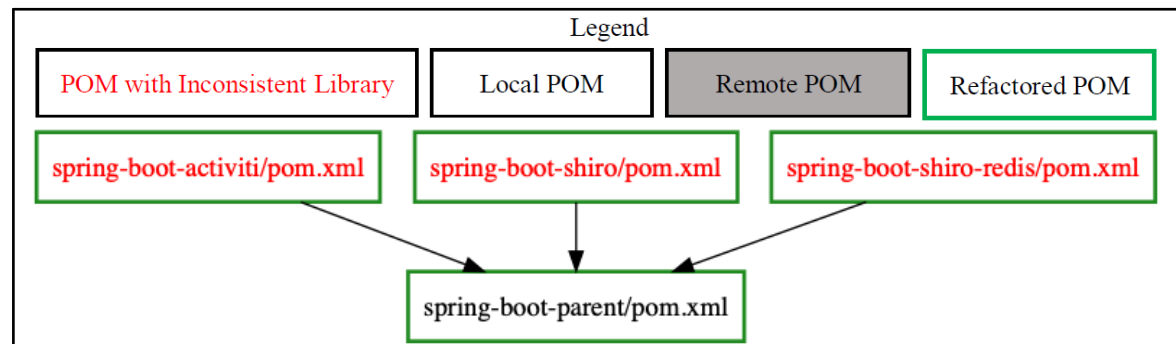 Legend
POM with Inconsistent Library
Local POM
Remote POM
Refactored POM
spring-boot-activiti/pom.xml
spring-boot-shiro/pom.xml
spring-boot-shiro-redis/pom.xml
spring-boot-parent/pom.xml